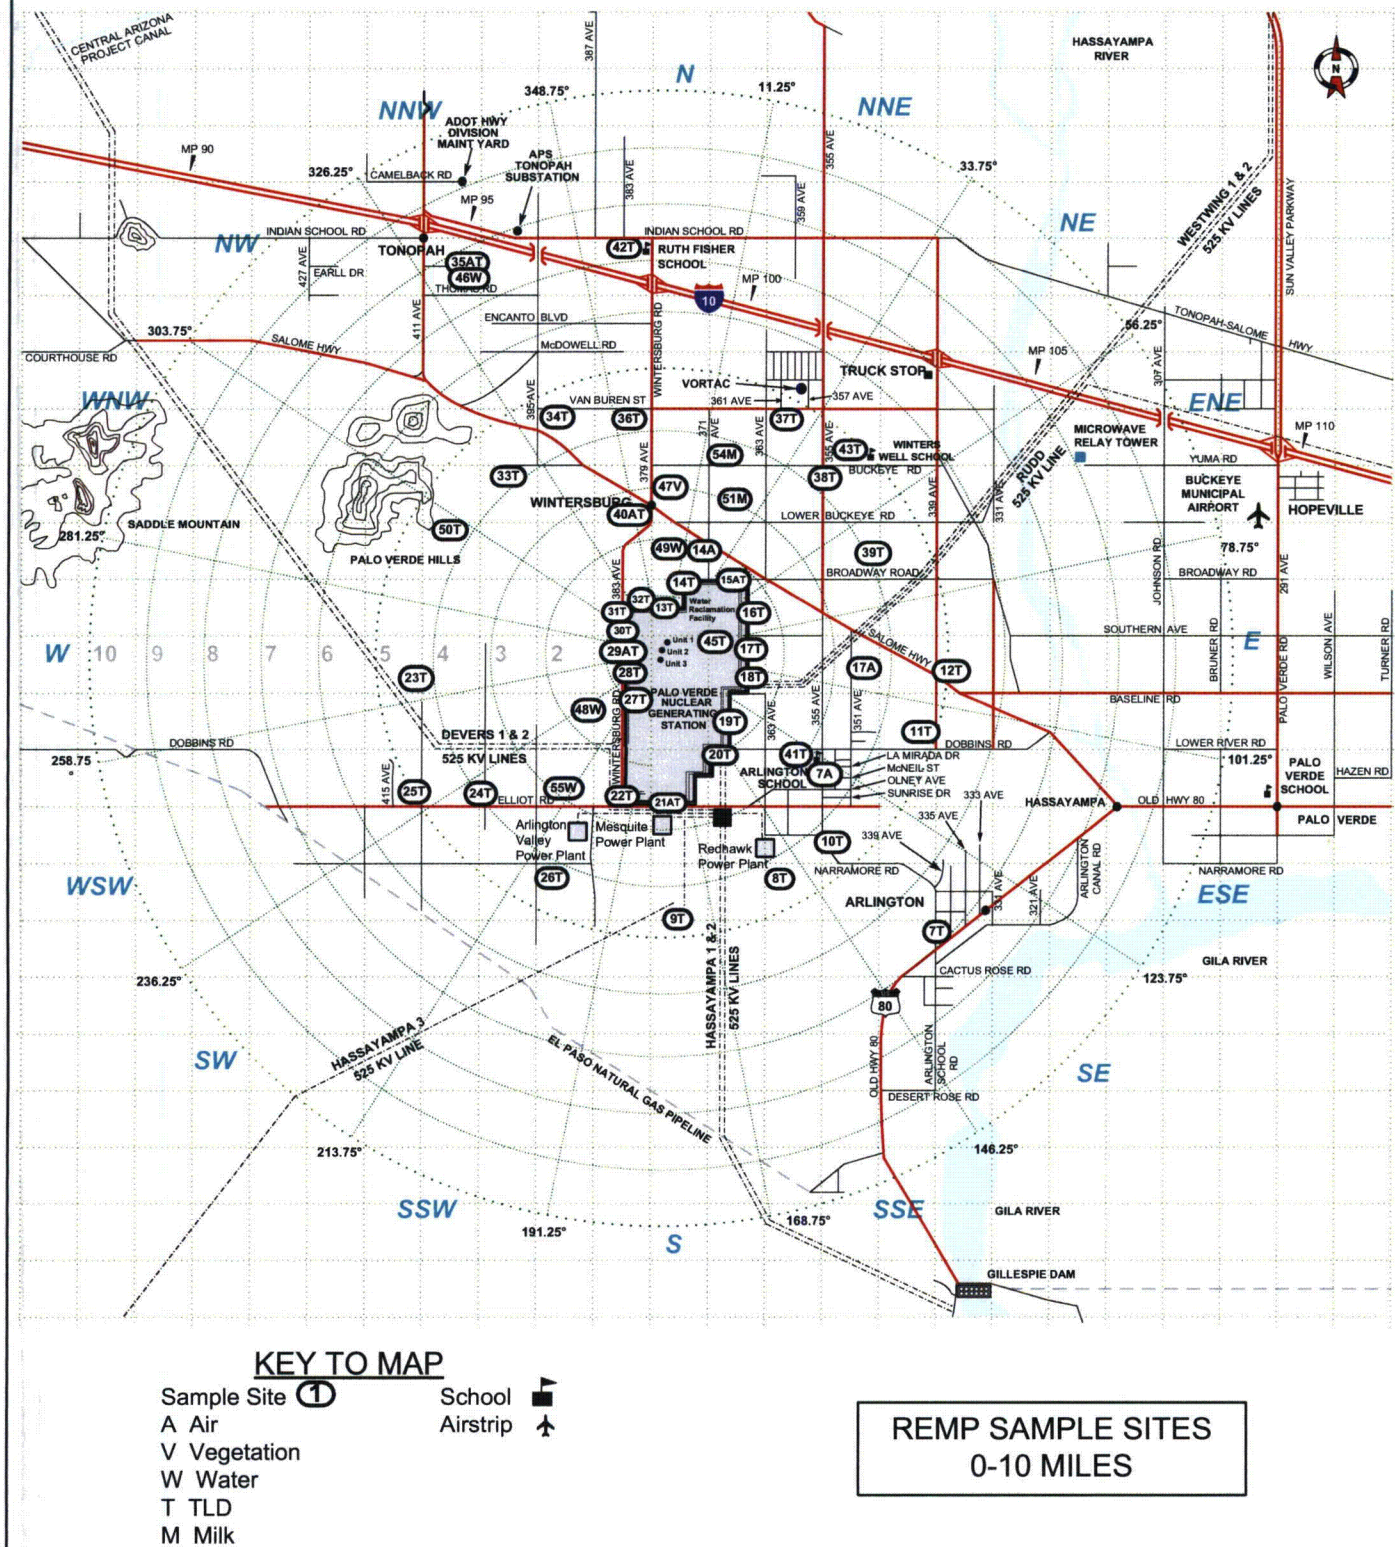 CENTRAL ARIZONA
PROJECT CANAL
387 AVE
HASSAYAMPA
RIVER
N
N
348.75°
11.25°
NNW
NNE
ADOT HWY
DIVISION
MAINT YARD
355 AVE
MP 90
APS
TONOPAH
SUBSTATION
326.25°
CAMELBACK RD
383 AVE
33.75°
WESTWING 1 & 2
525 KV LINES
SUN VALLEY PARKWAY
MP 95
359 AVE
NE
INDIAN SCHOOL RD
INDIAN SCHOOL RD
NW
TONOPAH
42T
RUTH FISHER
SCHOOL
427 AVE
EARLL DR
35AT
46W
THOMAS RD
MP 100
10
411 AVE
ENCANTO BLVD
WINTERSBURG RD
303.75°
56.25°
TONOPAH-SALOME
HWY
SALOME HWY
McDOWELL RD
COURTHOUSE RD
MP 105
307 AVE
VORTAC
TRUCK STOP
WNW
395 AVE
VAN BUREN ST
361 AVE
357 AVE
ENE
34T
36T
37T
371
AVE
363 AVE
355 AVE
MICROWAVE
RELAY TOWER
MP 110
43T
WINTERS
WELL SCHOOL
54M
BUCKEYE RD
YUMA RD
RUDD
525 KV LINE
33T
379 AVE
38T
47V
51M
339 AVE
331 AVE
BUCKEYE
MUNICIPAL
AIRPORT
HOPEVILLE
WINTERSBURG
40AT
LOWER BUCKEYE RD
SADDLE MOUNTAIN
281.25°
50T
PALO VERDE HILLS
49W
14A
39T
78.75°
JOHNSON RD
BROADWAY ROAD
BROADWAY RD
291 AVE
383 AVE
14T
15AT
32T
13T
Water
Reclamation
Facility
31T
16T
30T
Unit 1
Unit 2
Unit 3
45T
SALOME HWY
SOUTHERN AVE
BRUNER RD
E
WILSON AVE
TURNER RD
W
10
9
8
7
6
5
4
3
2
29AT
17T
28T
18T
17A
12T
23T
PALO VERDE RD
27T
PALO VERDE
NUCLEAR
GENERATING
STATION
BASELINE RD
48W
WINTERSBURG RD
19T
363 AVE
355 AVE
351 AVE
11T
DEVERS 1 & 2
525 KV LINES
DOBBINS RD
DOBBINS RD
LOWER RIVER RD
258.75
20T
41T
LA MIRADA DR
McNEIL ST
OLNEY AVE
SUNRISE DR
101.25°
HAZEN RD
ARLINGTON
SCHOOL
7A
PALO
VERDE
SCHOOL
415 AVE
25T
24T
55W
ELLIOT RD
22T
21AT
333 AVE
HASSAYAMPA
OLD HWY 80
PALO VERDE
335 AVE
Arlington
Valley
Power Plant
Mesquite
Power Plant
339 AVE
10T
Redhawk
Power Plant
ARLINGTON
CANAL RD
NARRAMORE RD
NARRAMORE RD
26T
8T
WSW
ESE
331 AVE
321 AVE
ARLINGTON
9T
7T
HASSAYAMPA 1 & 2
525 KV LINES
GILA RIVER
CACTUS ROSE RD
236.25°
123.75°
80
HASSAYAMPA 3
525 KV LINE
SW
EL PASO NATURAL GAS PIPELINE
OLD HWY 80
ARLINGTON
SCHOOL
RD
SE
DESERT ROSE RD
213.75°
146.25°
SSW
SSE
191.25°
168.75°
GILA RIVER
S
GILLESPIE DAM
KEY TO MAP
Sample Site 1
School
A Air
Airstrip
V Vegetation
W Water
T TLD
M Milk
REMP SAMPLE SITES
0-10 MILES